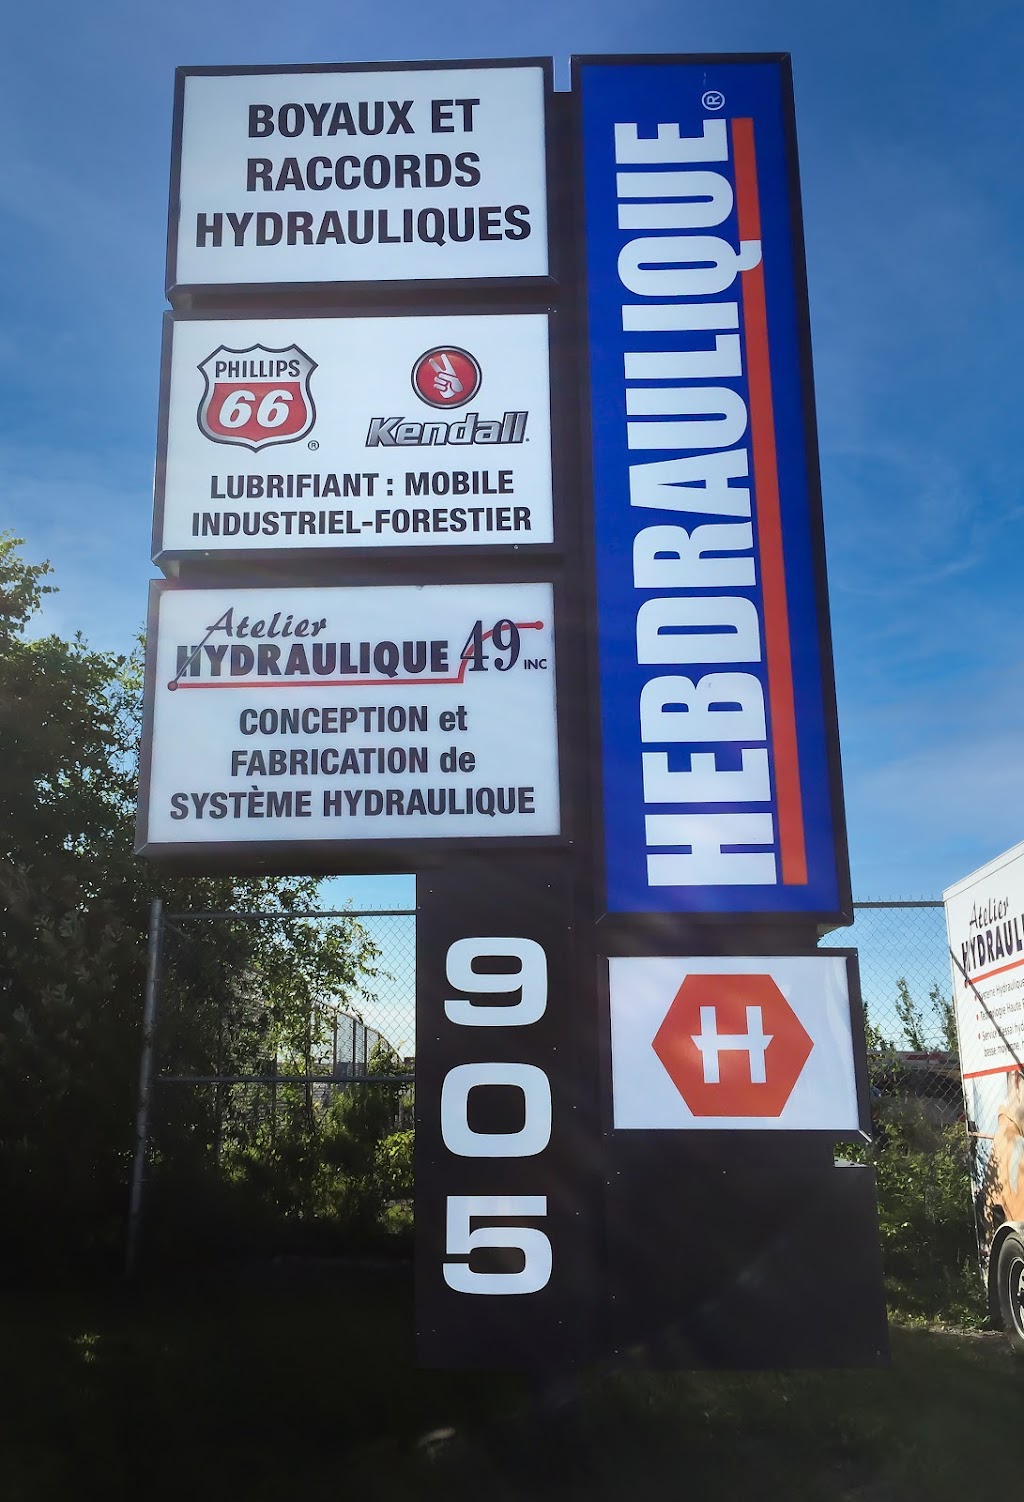 BOYAUX ET
RACCORDS
HYDRAULIQUES
PHILLIPS
66
®
Kendall
LUBRIFIANT : MOBILE
INDUSTRIEL-FORESTIER
Atelier
HYDRAULIQUE 49 INC
CONCEPTION et
FABRICATION de
SYSTÈME HYDRAULIQUE
HEBDRAULIQUE®
905
H
Atelier